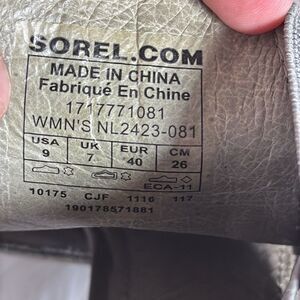 SOREL.COM
MADE IN CHINA
Fabriqué En Chine
1717771081
WMN'S NL2423-081
USA UK EUR CM
9 7 40 26
ECA-11
10175 CJF 1116 117
190178571881